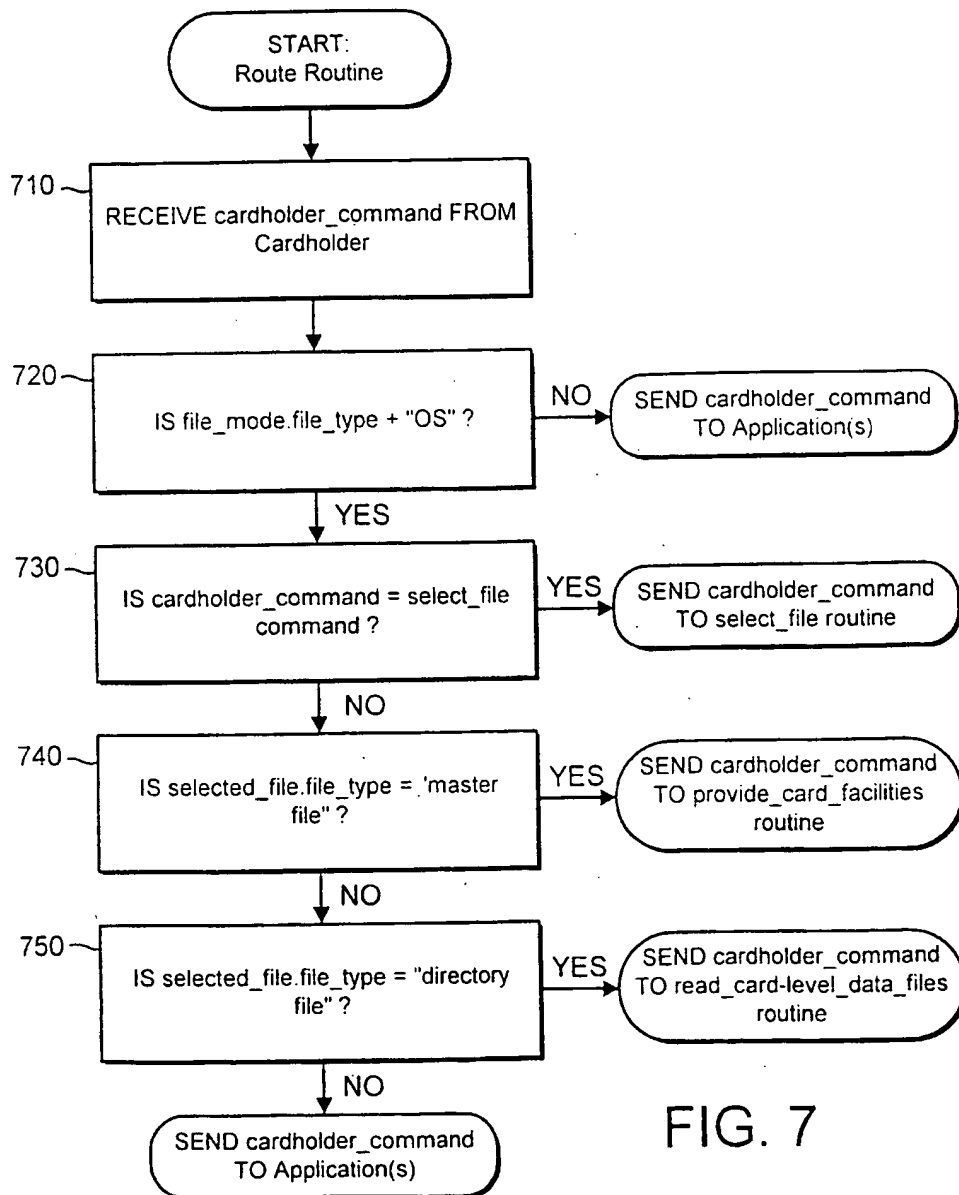 START:
Route Routine
710
RECEIVE cardholder_command FROM
Cardholder
720
IS file_mode.file_type + "OS" ?
NO
SEND cardholder_command
TO Application(s)
YES
730
IS cardholder_command = select_file
command ?
YES
SEND cardholder_command
TO select_file routine
NO
740
IS selected_file.file_type = 'master
file" ?
YES
SEND cardholder_command
TO provide_card_facilities
routine
NO
750
IS selected_file.file_type = "directory
file" ?
YES
SEND cardholder_command
TO read_card-level_data_files
routine
NO
SEND cardholder_command
TO Application(s)
FIG. 7